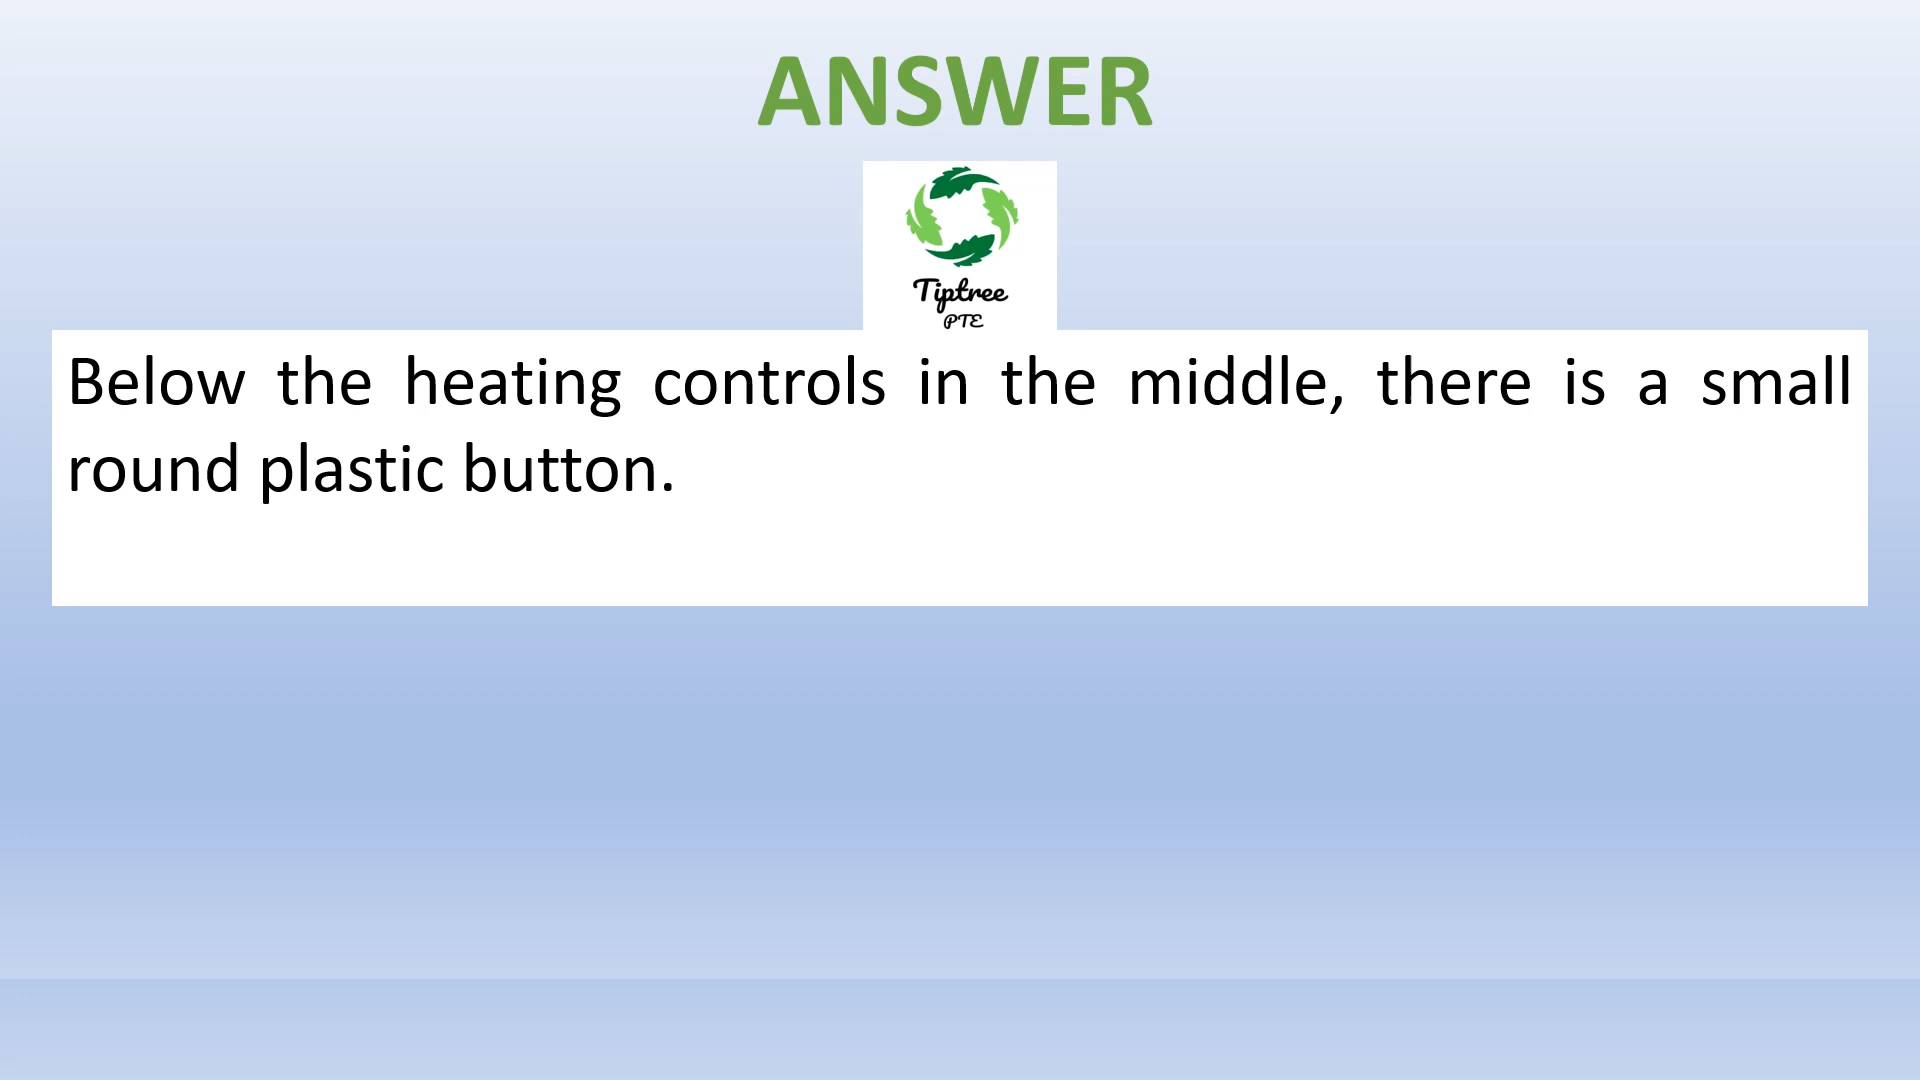 ANSWER
Tiptree
PTE
Below the heating controls in the middle, there is a small
round plastic button.